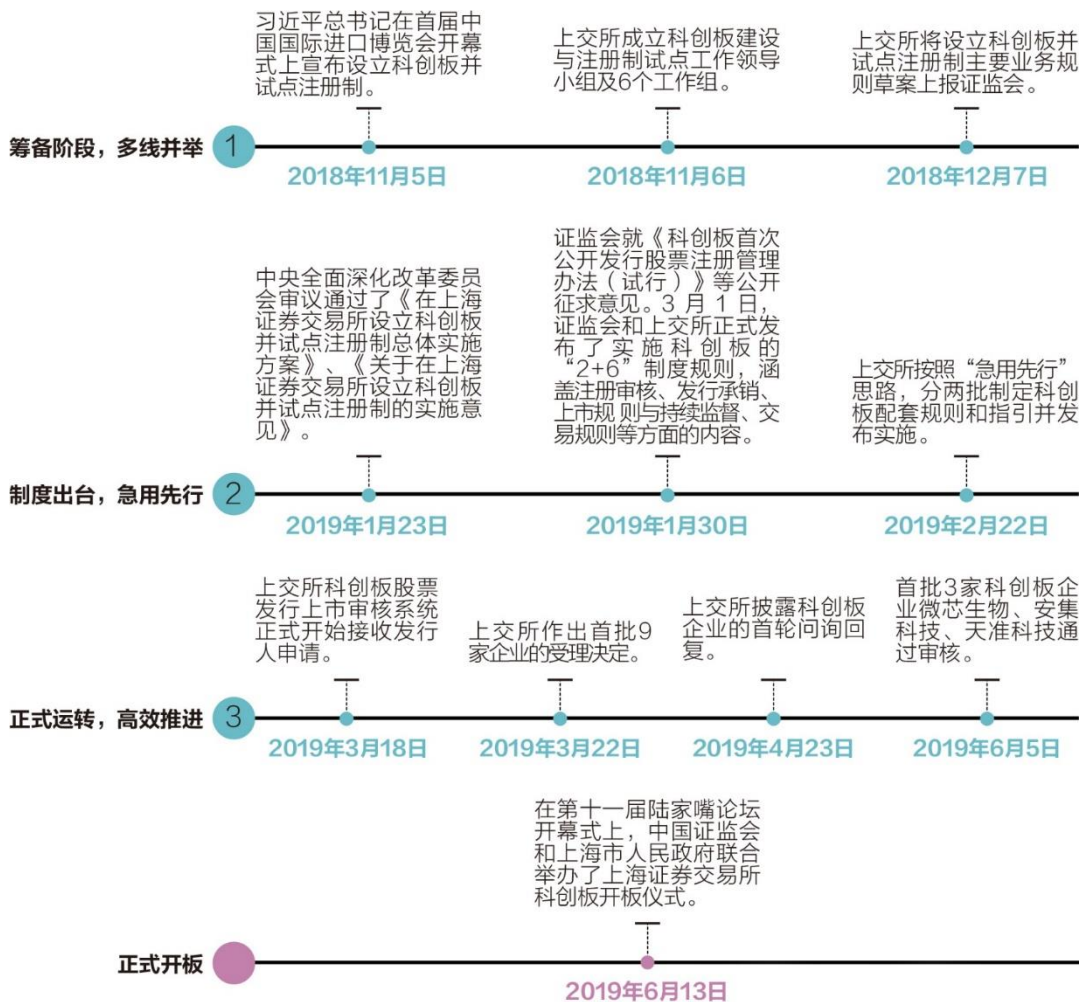 习近平总书记在首届中
国国际进口博览会开幕
式上宣布设立科创板并
试点注册制。
上交所成立科创板建设
与注册制试点工作领导
小组及6个工作组。
上交所将设立科创板并
试点注册制主要业务规
则草案上报证监会。
筹备阶段，多线并举
1
2018年11月5日
2018年11月6日
2018年12月7日
中央全面深化改革委员
会审议通过了《在上海
证券交易所设立科创板
并试点注册制总体实施
方案》、《关于在上海
证券交易所设立科创板
并试点注册制的实施意
见》。
证监会就《科创板首次
公开发行股票注册管理
办法（试行）》等公开
征求意见。3 月 1 日，
证监会和上交所正式发
布了实施科创板的
“2+6”制度规则，涵
盖注册审核、发行承销、
上市规 则与持续监督、交
易规则等方面的内容。
上交所按照“急用先行”
思路，分两批制定科创
板配套规则和指引并发
布实施。
制度出台，急用先行
2
2019年1月23日
2019年1月30日
2019年2月22日
上交所科创板股票
发行上市审核系统
正式开始接收发行
人申请。
上交所作出首批9
家企业的受理决定。
上交所披露科创板
企业的首轮问询回
复。
首批3家科创板企
业微芯生物、安集
科技、天准科技通
过审核。
正式运转，高效推进
3
2019年3月18日
2019年3月22日
2019年4月23日
2019年6月5日
在第十一届陆家嘴论坛
开幕式上，中国证监会
和上海市人民政府联合
举办了上海证券交易所
科创板开板仪式。
正式开板
2019年6月13日